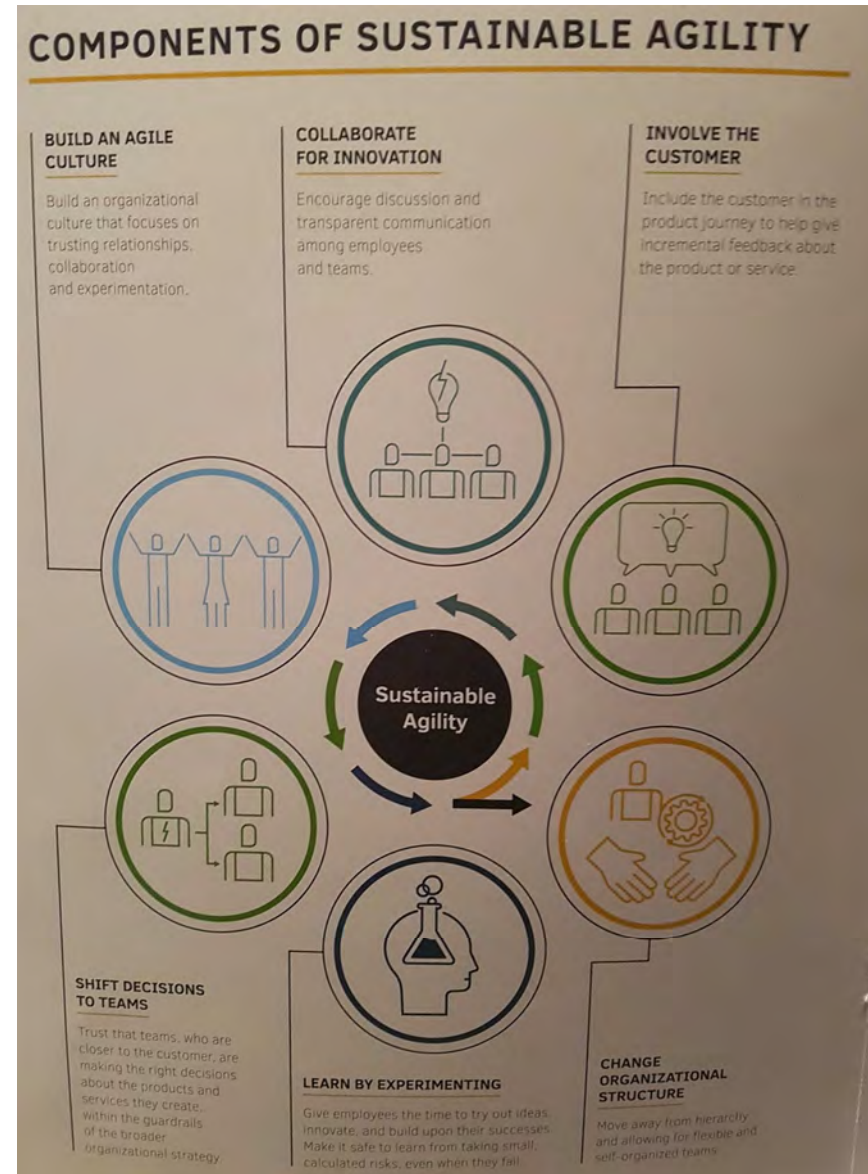 COMPONENTS OF SUSTAINABLE AGILITY
BUILD AN AGILE
CULTURE
Build an organizational
culture that focuses on
trusting relationships,
collaboration
and experimentation.
COLLABORATE
FOR INNOVATION
Encourage discussion and
transparent communication
among employees
and teams.
INVOLVE THE
CUSTOMER
Include the customer in the
product journey to help give
incremental feedback about
the product or service.
Sustainable
Agility
SHIFT DECISIONS
TO TEAMS
Trust that teams, who are
closer to the customer, are
making the right decisions
about the products and
services they create,
within the guardrails
of the broader
organizational strategy.
LEARN BY EXPERIMENTING
Give employees the time to try out ideas,
innovate, and build upon their successes.
Make it safe to learn from taking small,
calculated risks, even when they fail.
CHANGE
ORGANIZATIONAL
STRUCTURE
Move away from hierarchy
and allowing for flexible and
self-organized teams.